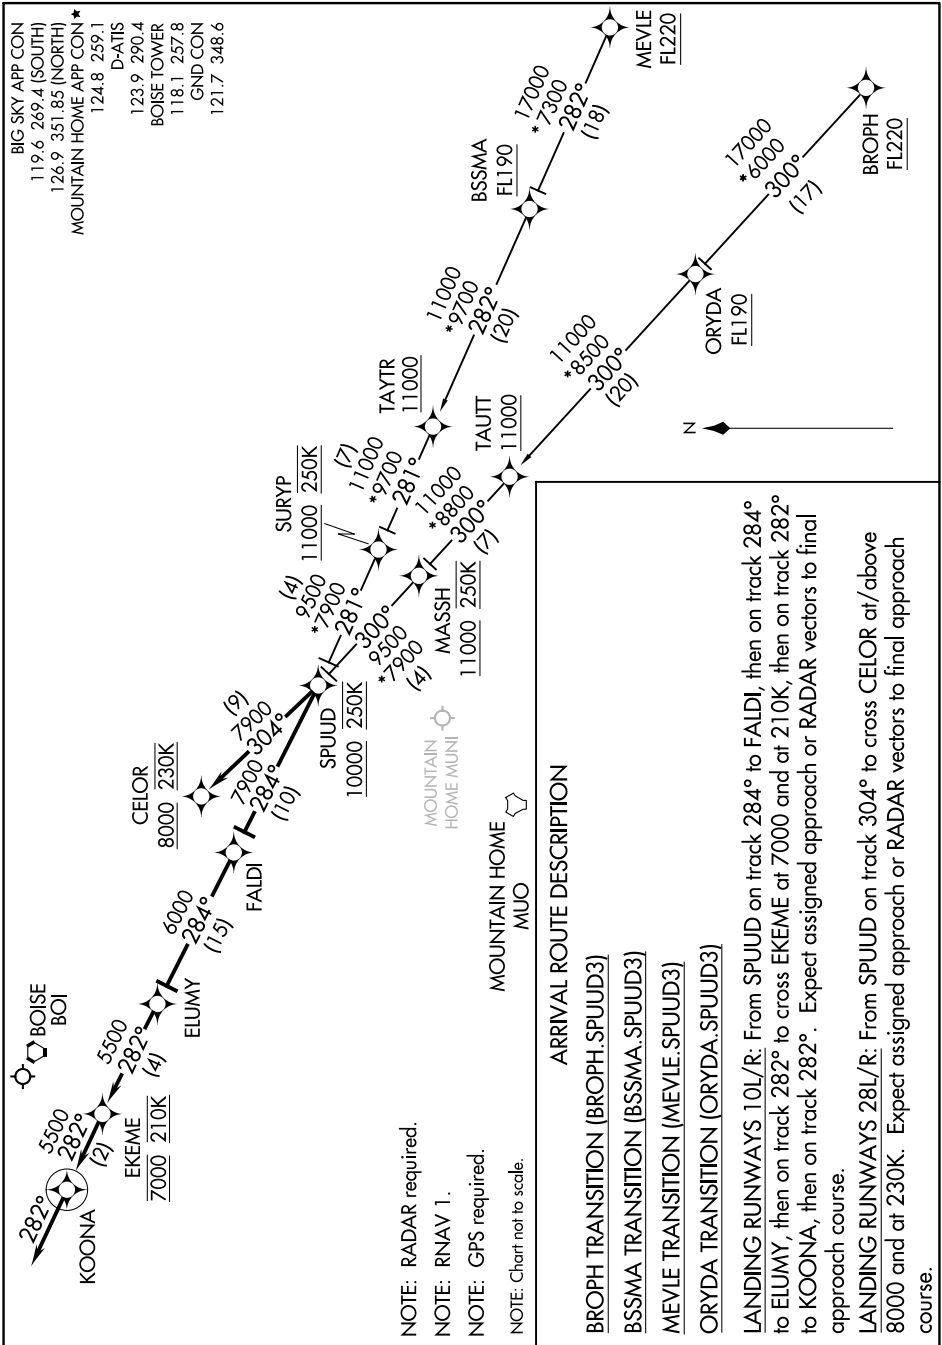 BIG SKY APP CON
119.6 269.4 (SOUTH)
126.9 351.85 (NORTH)
MOUNTAIN HOME APP CON ★
124.8 259.1
D-ATIS
123.9 290.4
BOISE TOWER
118.1 257.8
GND CON
121.7 348.6
MEVLE
FL220
17000
*7300
282°
(18)
BSSMA
FL190
11000
*9700
282°
(20)
TAYTR
11000
(7)
11000
*9700
281°
SURYP
11000 250K
(4)
9500
*7900
281°
BROPH
FL220
17000
*6000
300°
(17)
ORYDA
FL190
11000
*8500
300°
(20)
TAUTT
11000
11000
*8800
300°
(7)
MASSH
11000 250K
300°
9500
*7900
(4)
SPUUD
10000 250K
(9)
7900
304°
CELOR
8000 230K
7900
284°
(10)
FALDI
6000
284°
(15)
ELUMY
5500
282°
(4)
EKEME
7000 210K
5500
282°
(2)
KOONA
282°
BOISE
BOI
MOUNTAIN
HOME MUNI
MOUNTAIN HOME
MUO
N
NOTE: RADAR required.
NOTE: RNAV 1.
NOTE: GPS required.
NOTE: Chart not to scale.
ARRIVAL ROUTE DESCRIPTION
BROPH TRANSITION (BROPH.SPUUD3)
BSSMA TRANSITION (BSSMA.SPUUD3)
MEVLE TRANSITION (MEVLE.SPUUD3)
ORYDA TRANSITION (ORYDA.SPUUD3)
LANDING RUNWAYS 10L/R: From SPUUD on track 284° to FALDI, then on track 284°
to ELUMY, then on track 282° to cross EKEME at 7000 and at 210K, then on track 282°
to KOONA, then on track 282°. Expect assigned approach or RADAR vectors to final
approach course.
LANDING RUNWAYS 28L/R: From SPUUD on track 304° to cross CELOR at/above
8000 and at 230K. Expect assigned approach or RADAR vectors to final approach
course.